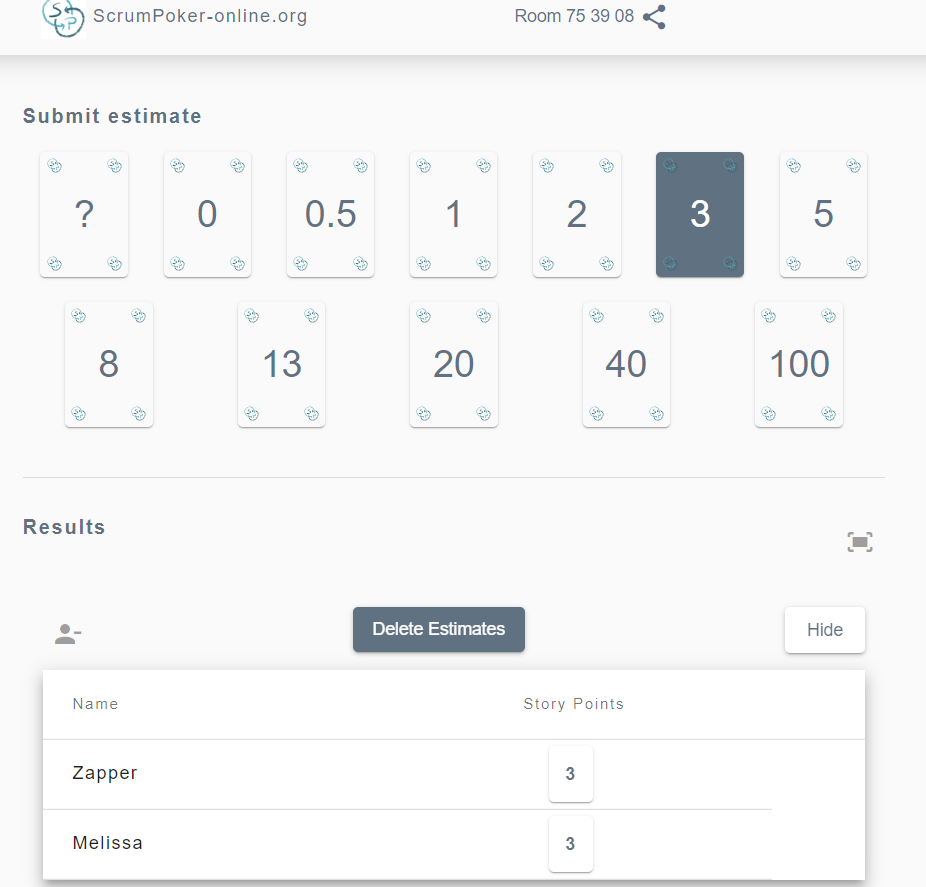 ScrumPoker-online.org
Room 75 39 08
Submit estimate
? 0 0.5 1 2 3 5
8 13 20 40 100
Results
Delete Estimates
Hide
Name Story Points
Zapper 3
Melissa 3